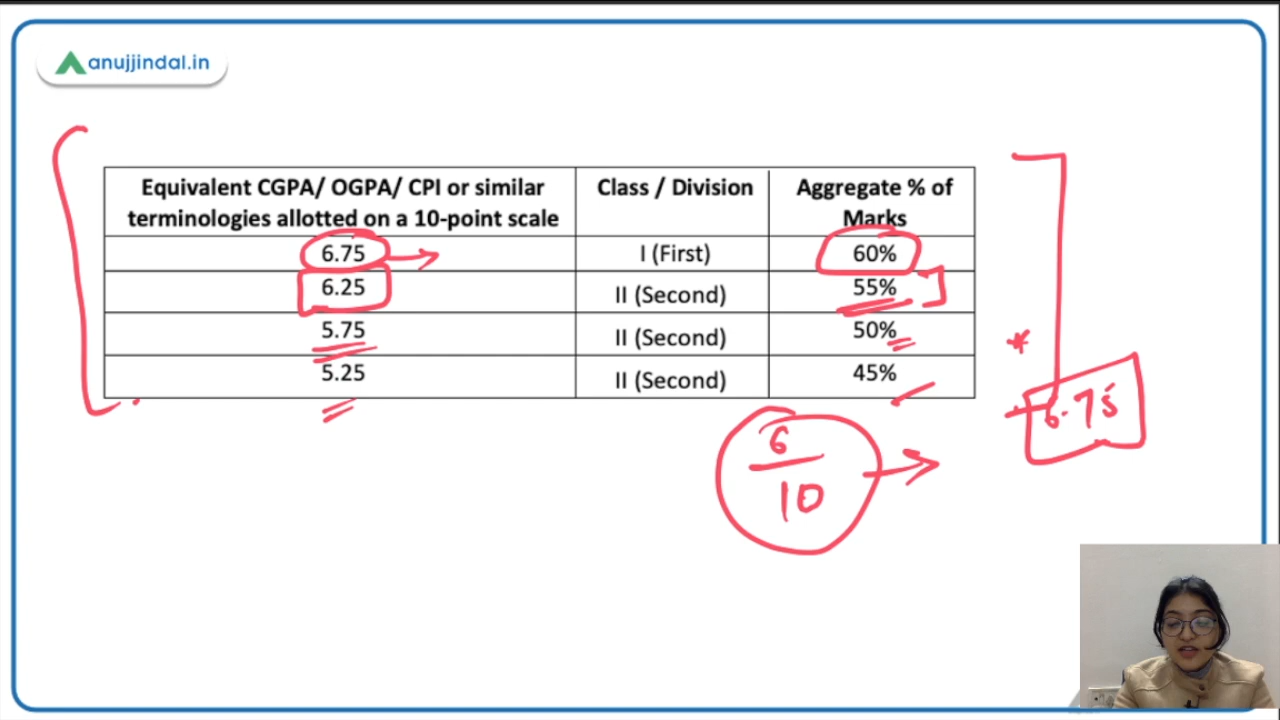 anujjindal.in
Equivalent CGPA/ OGPA/ CPI or similar terminologies allotted on a 10-point scale
Class / Division
Aggregate % of Marks
6.75 I (First) 60%
6.25 II (Second) 55%
5.75 II (Second) 50%
5.25 II (Second) 45%
*
6.75
6
10